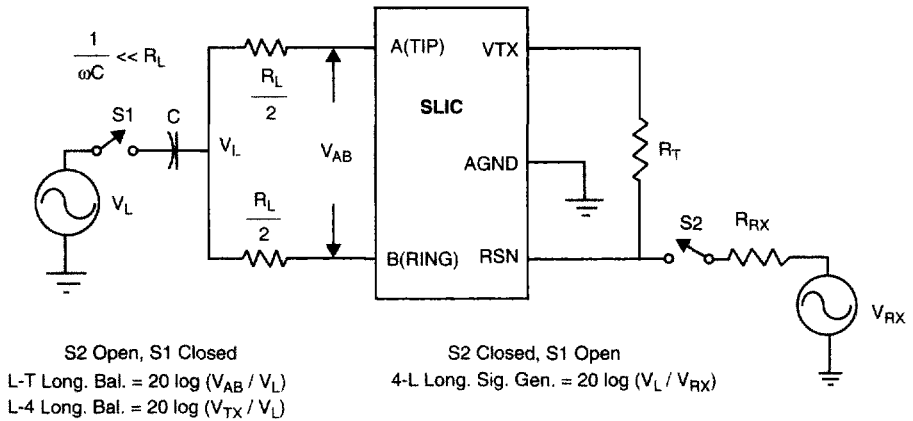 1
ωC
<< R_L
S1
C
V_L
V_L
R_L
2
R_L
2
V_AB
A(TIP)
VTX
SLIC
AGND
B(RING)
RSN
R_T
S2
R_RX
V_RX
S2 Open, S1 Closed
L-T Long. Bal. = 20 log (V_AB / V_L)
L-4 Long. Bal. = 20 log (V_TX / V_L)
S2 Closed, S1 Open
4-L Long. Sig. Gen. = 20 log (V_L / V_RX)